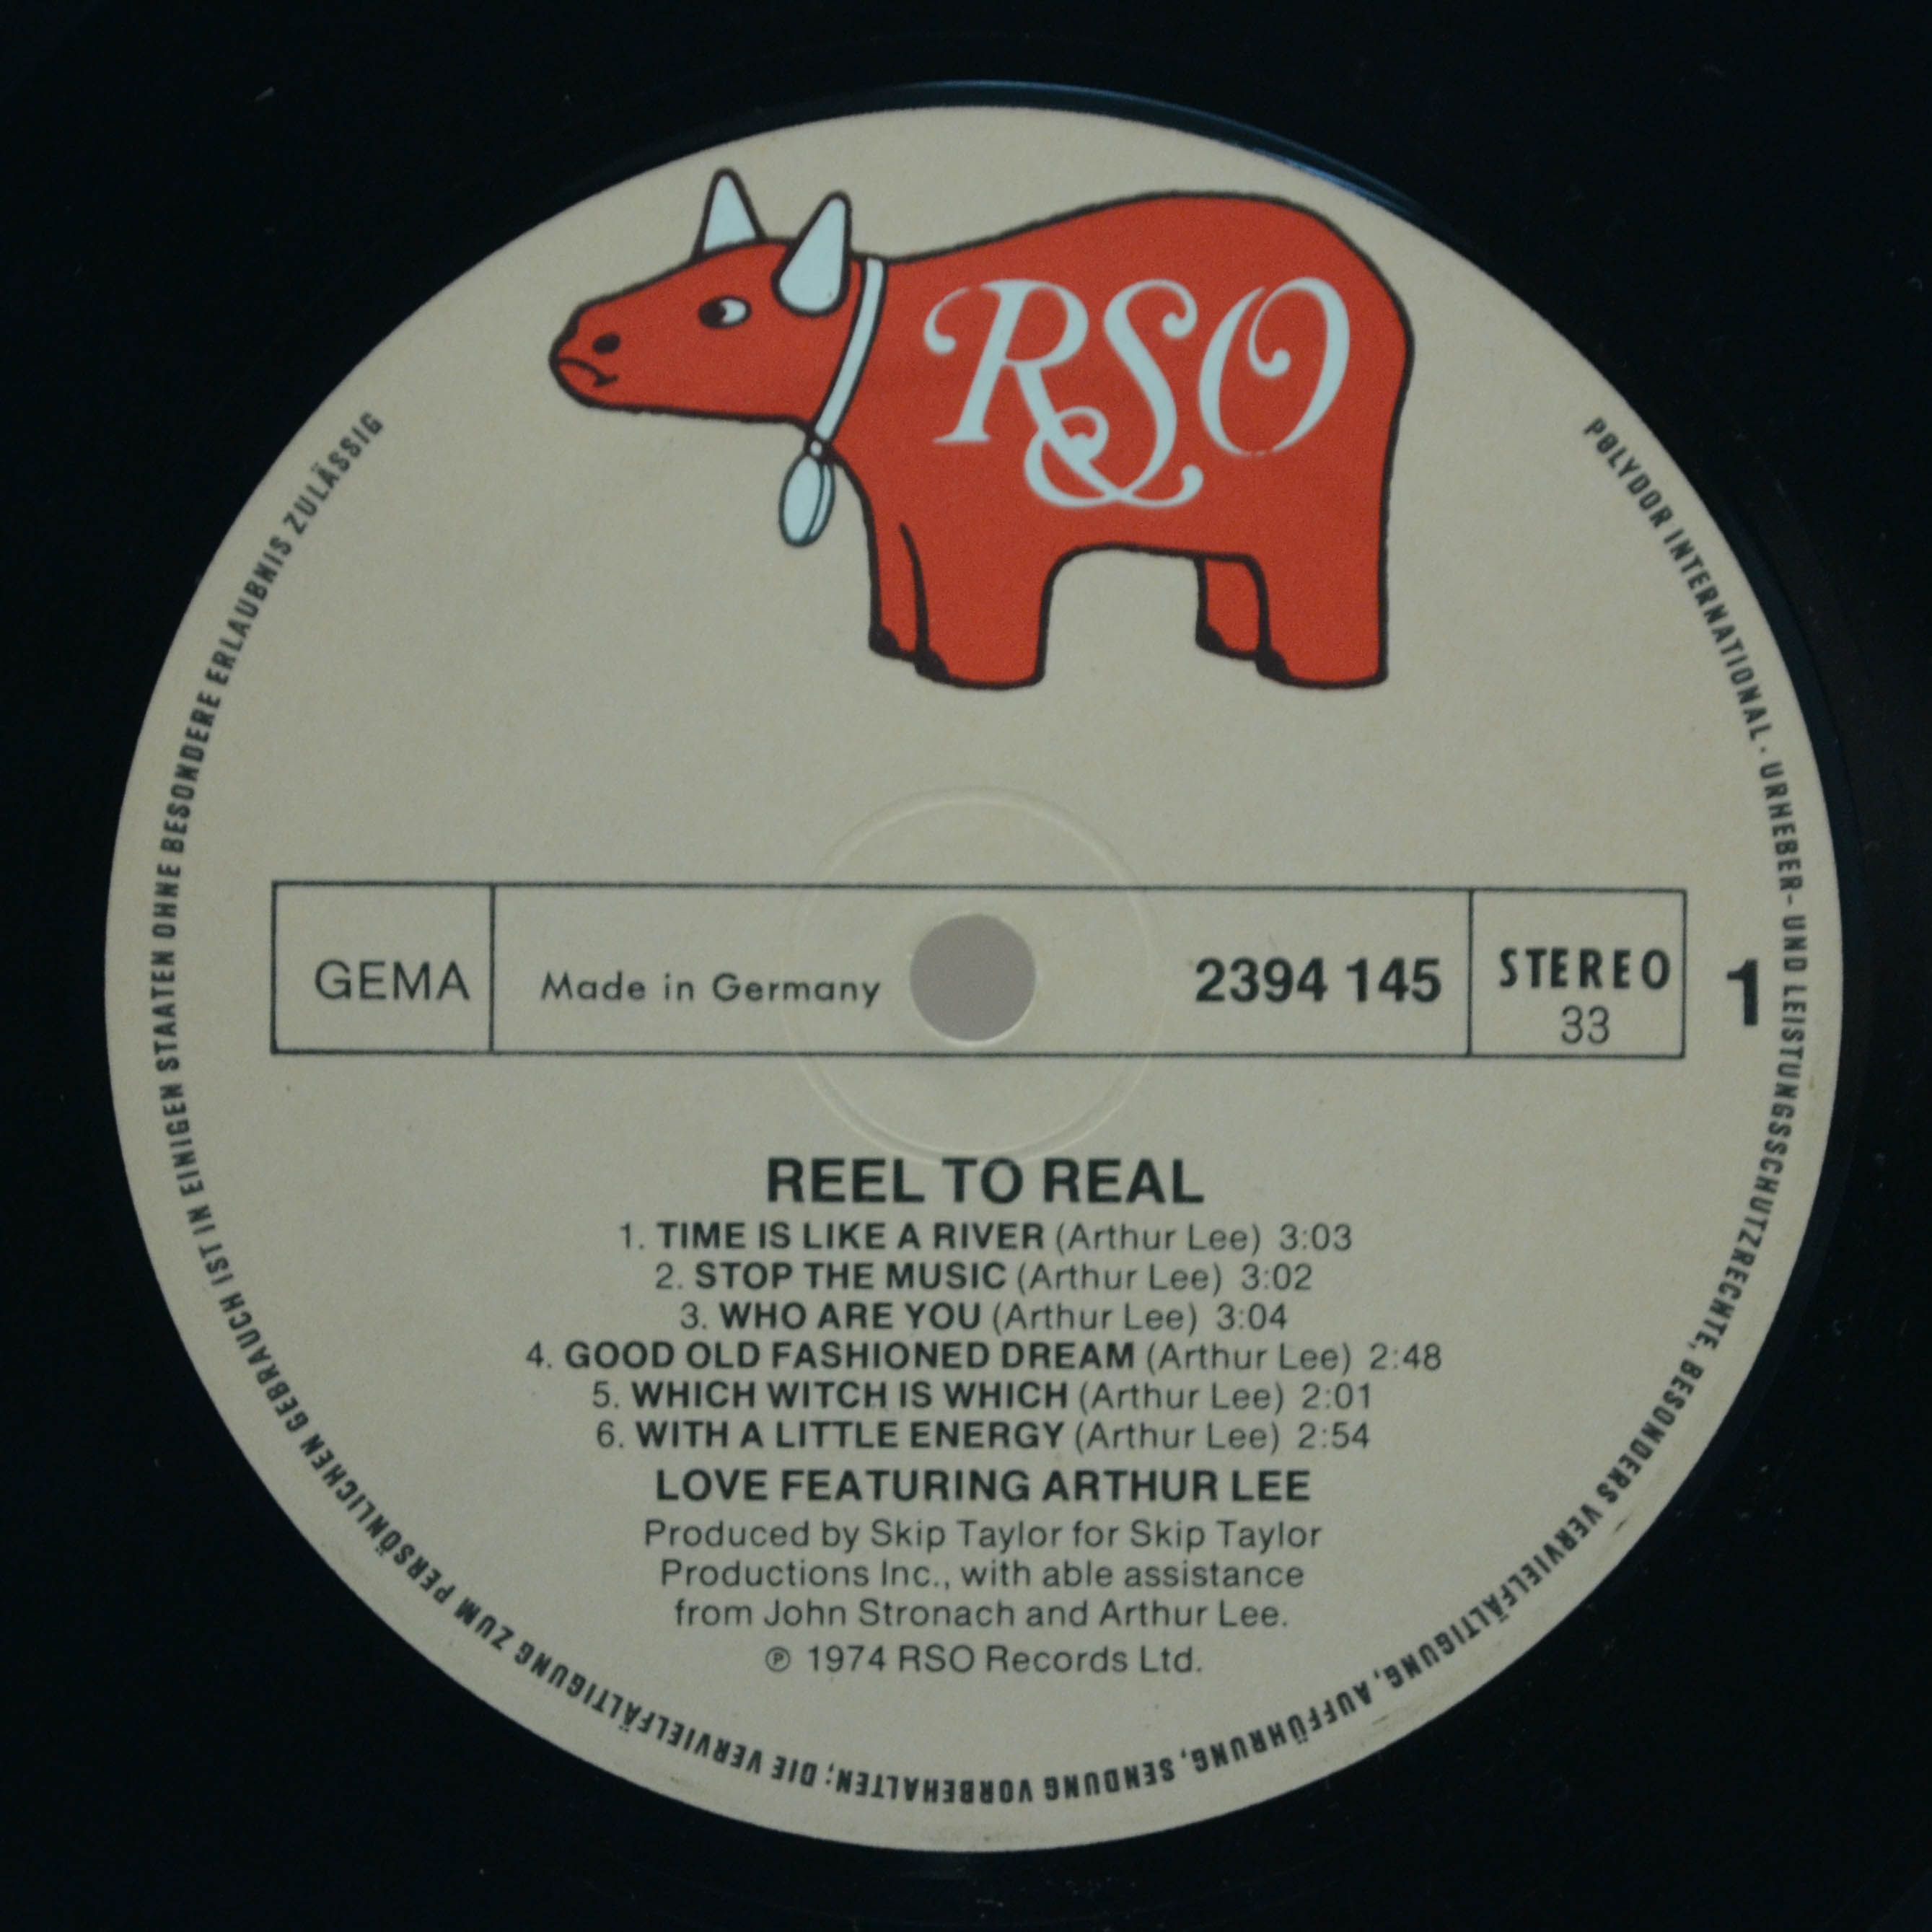 RSO
POLYDOR INTERNATIONAL · URHEBER- UND LEISTUNGSSCHUTZRECHTE, BESONDERS VERVIELFÄLTIGUNG, AUFFÜHRUNG, SENDUNG VORBEHALTEN; DIE VERVIELFÄLTIGUNG ZUM PERSÖNLICHEN GEBRAUCH IST IN EINIGEN STAATEN OHNE BESONDERE ERLAUBNIS ZULÄSSIG
GEMA Made in Germany 2394 145 STEREO 1
33
REEL TO REAL
1. TIME IS LIKE A RIVER (Arthur Lee) 3:03
2. STOP THE MUSIC (Arthur Lee) 3:02
3. WHO ARE YOU (Arthur Lee) 3:04
4. GOOD OLD FASHIONED DREAM (Arthur Lee) 2:48
5. WHICH WITCH IS WHICH (Arthur Lee) 2:01
6. WITH A LITTLE ENERGY (Arthur Lee) 2:54
LOVE FEATURING ARTHUR LEE
Produced by Skip Taylor for Skip Taylor
Productions Inc., with able assistance
from John Stronach and Arthur Lee.
℗ 1974 RSO Records Ltd.